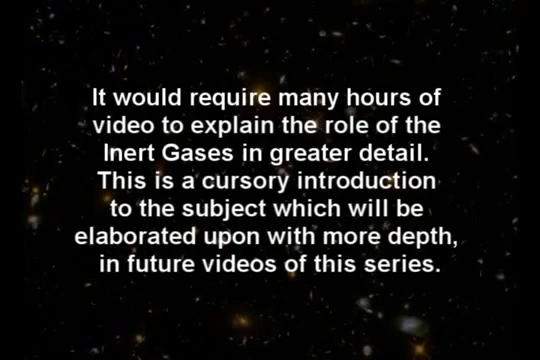 It would require many hours of
video to explain the role of the
Inert Gases in greater detail.
This is a cursory introduction
to the subject which will be
elaborated upon with more depth,
in future videos of this series.